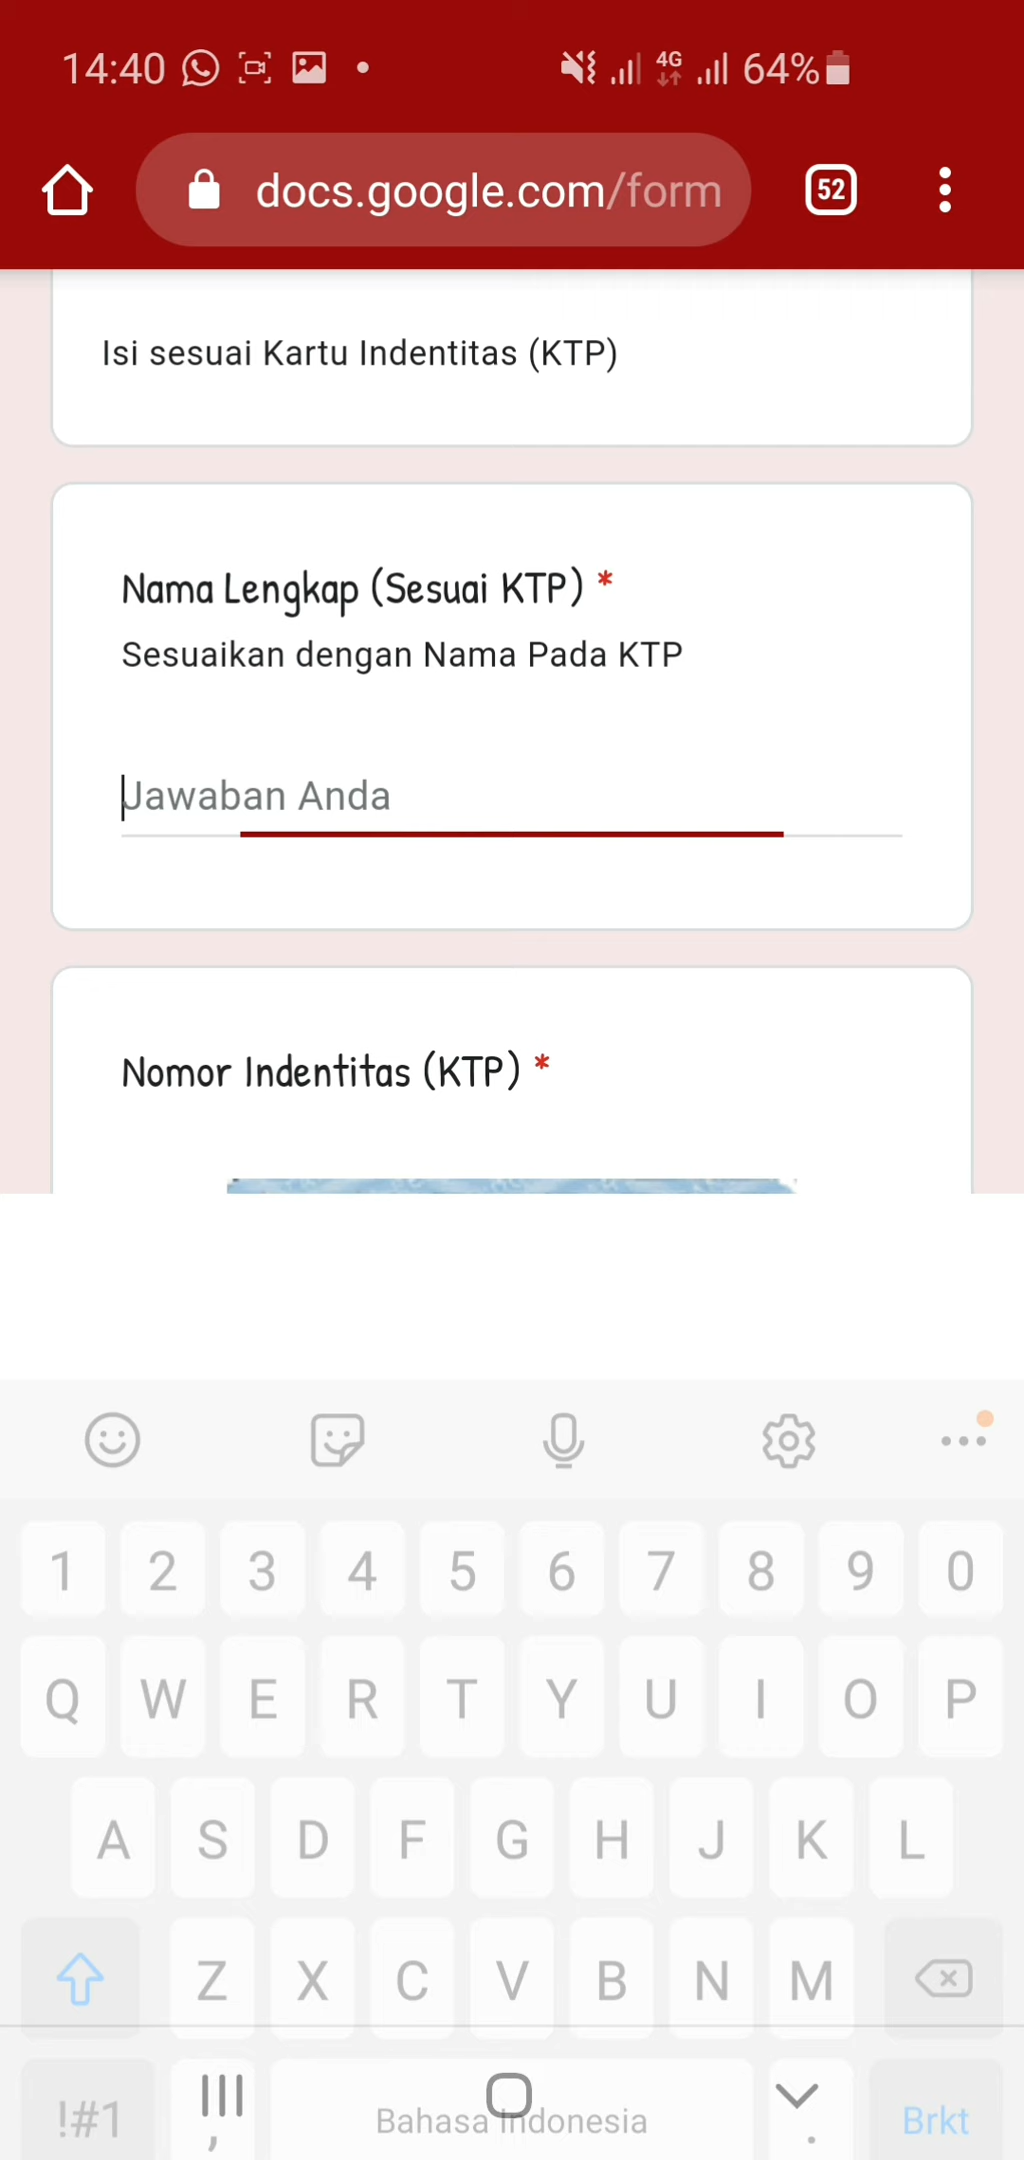 14:40
4G
64%
docs.google.com/form
52
Isi sesuai Kartu Indentitas (KTP)
Nama Lengkap (Sesuai KTP) *
Sesuaikan dengan Nama Pada KTP
Jawaban Anda
Nomor Indentitas (KTP) *
1 2 3 4 5 6 7 8 9 0
Q W E R T Y U I O P
A S D F G H J K L
Z X C V B N M
!#1 , Bahasa Indonesia . Brkt